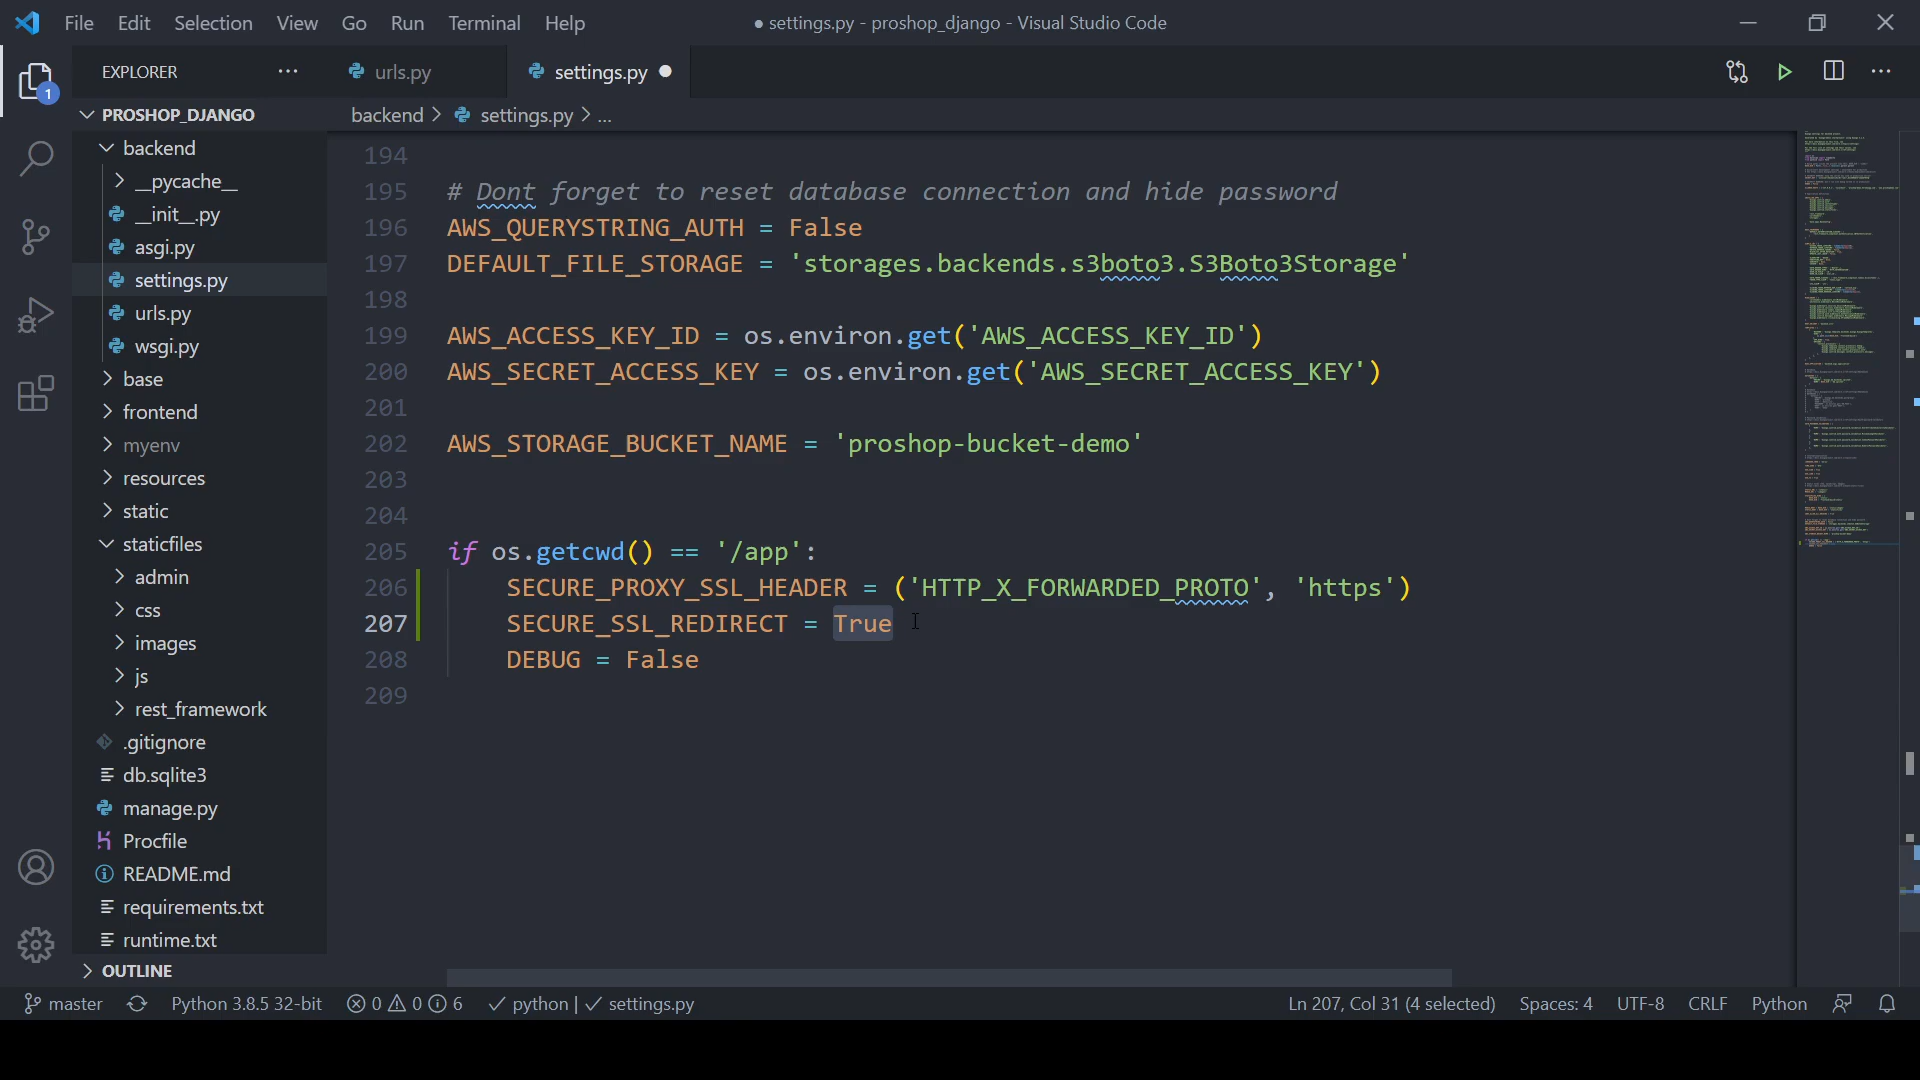 File Edit Selection View Go Run Terminal Help
● settings.py - proshop_django - Visual Studio Code
EXPLORER
urls.py
settings.py
1
PROSHOP_DJANGO
backend > settings.py > ...
backend
__pycache__
__init__.py
asgi.py
settings.py
urls.py
wsgi.py
base
frontend
myenv
resources
static
staticfiles
admin
css
images
js
rest_framework
.gitignore
db.sqlite3
manage.py
Procfile
README.md
requirements.txt
runtime.txt
OUTLINE
194
195 # Dont forget to reset database connection and hide password
196 AWS_QUERYSTRING_AUTH = False
197 DEFAULT_FILE_STORAGE = 'storages.backends.s3boto3.S3Boto3Storage'
198
199 AWS_ACCESS_KEY_ID = os.environ.get('AWS_ACCESS_KEY_ID')
200 AWS_SECRET_ACCESS_KEY = os.environ.get('AWS_SECRET_ACCESS_KEY')
201
202 AWS_STORAGE_BUCKET_NAME = 'proshop-bucket-demo'
203
204
205 if os.getcwd() == '/app':
206 SECURE_PROXY_SSL_HEADER = ('HTTP_X_FORWARDED_PROTO', 'https')
207 SECURE_SSL_REDIRECT = True
208 DEBUG = False
209
master Python 3.8.5 32-bit 0 0 6 python | settings.py Ln 207, Col 31 (4 selected) Spaces: 4 UTF-8 CRLF Python